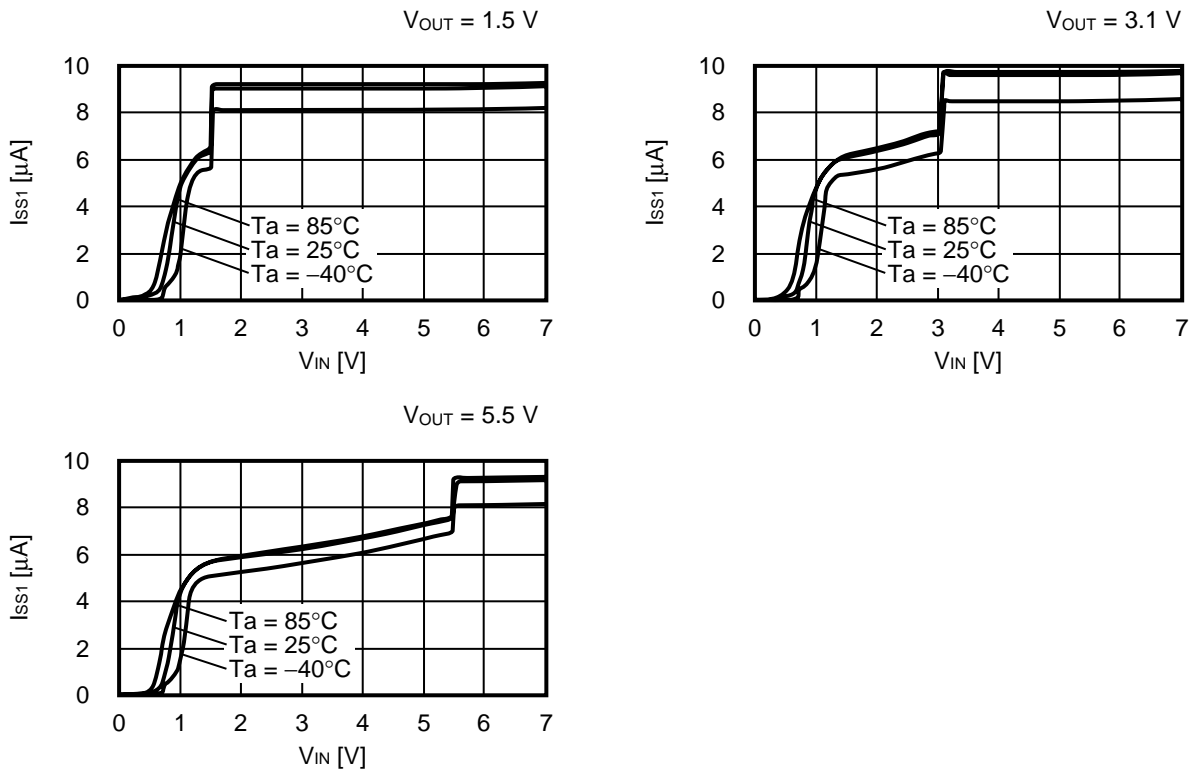 VOUT = 1.5 V
10
8
6
4
2
0
ISS1 [μA]
Ta = 85°C
Ta = 25°C
Ta = −40°C
0 1 2 3 4 5 6 7
VIN [V]
VOUT = 3.1 V
10
8
6
4
2
0
ISS1 [μA]
Ta = 85°C
Ta = 25°C
Ta = −40°C
0 1 2 3 4 5 6 7
VIN [V]
VOUT = 5.5 V
10
8
6
4
2
0
ISS1 [μA]
Ta = 85°C
Ta = 25°C
Ta = −40°C
0 1 2 3 4 5 6 7
VIN [V]